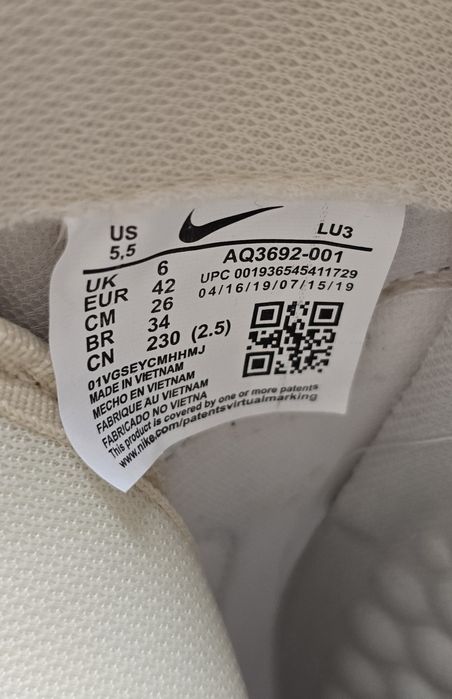 US 5,5
LU3
UK 6
EUR 42
CM 26
BR 34
CN 230 (2.5)
AQ3692-001
UPC 001936545411729
04/16/19/07/15/19
01VGSEYCMHHMJ
MADE IN VIETNAM
MECHO EN VIETNAM
FABRIQUE AU VIETNAM
FABRICADO NO VIETNA
This product is covered by one or more patents
www.nike.com/patentsvirtualmarking